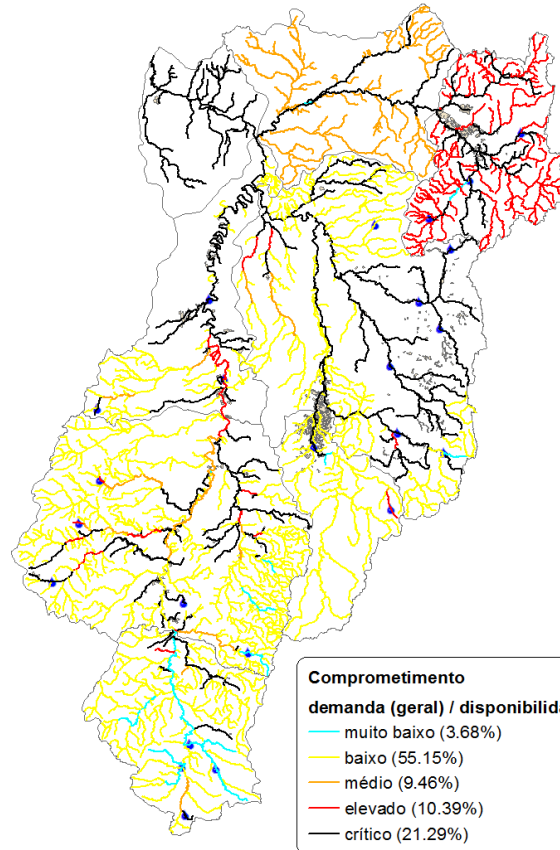 Comprometimento
demanda (geral) / disponibilida
muito baixo (3.68%)
baixo (55.15%)
médio (9.46%)
elevado (10.39%)
crítico (21.29%)